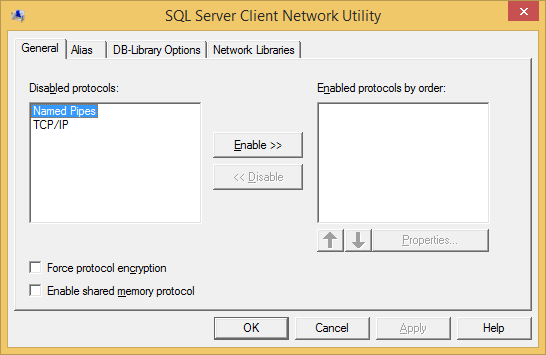 SQL Server Client Network Utility
General
Alias
DB-Library Options
Network Libraries
Disabled protocols:
Enabled protocols by order:
Named Pipes
TCP/IP
Enable >>
<< Disable
Properties...
Force protocol encryption
Enable shared memory protocol
OK
Cancel
Apply
Help